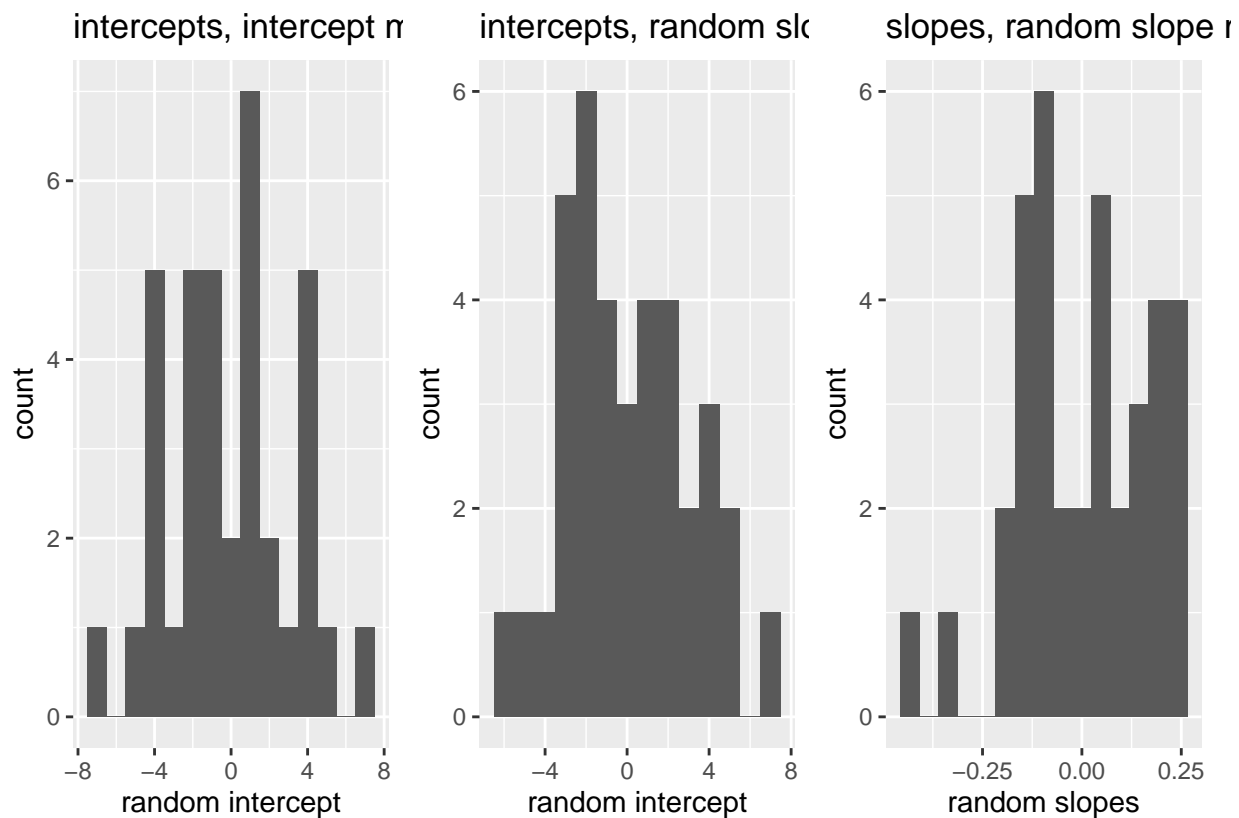 intercepts, intercept m
count
6
4
2
0
−8 −4 0 4 8
random intercept
intercepts, random slo
count
6
4
2
0
−4 0 4 8
random intercept
slopes, random slope
count
6
4
2
0
−0.25 0.00 0.25
random slopes